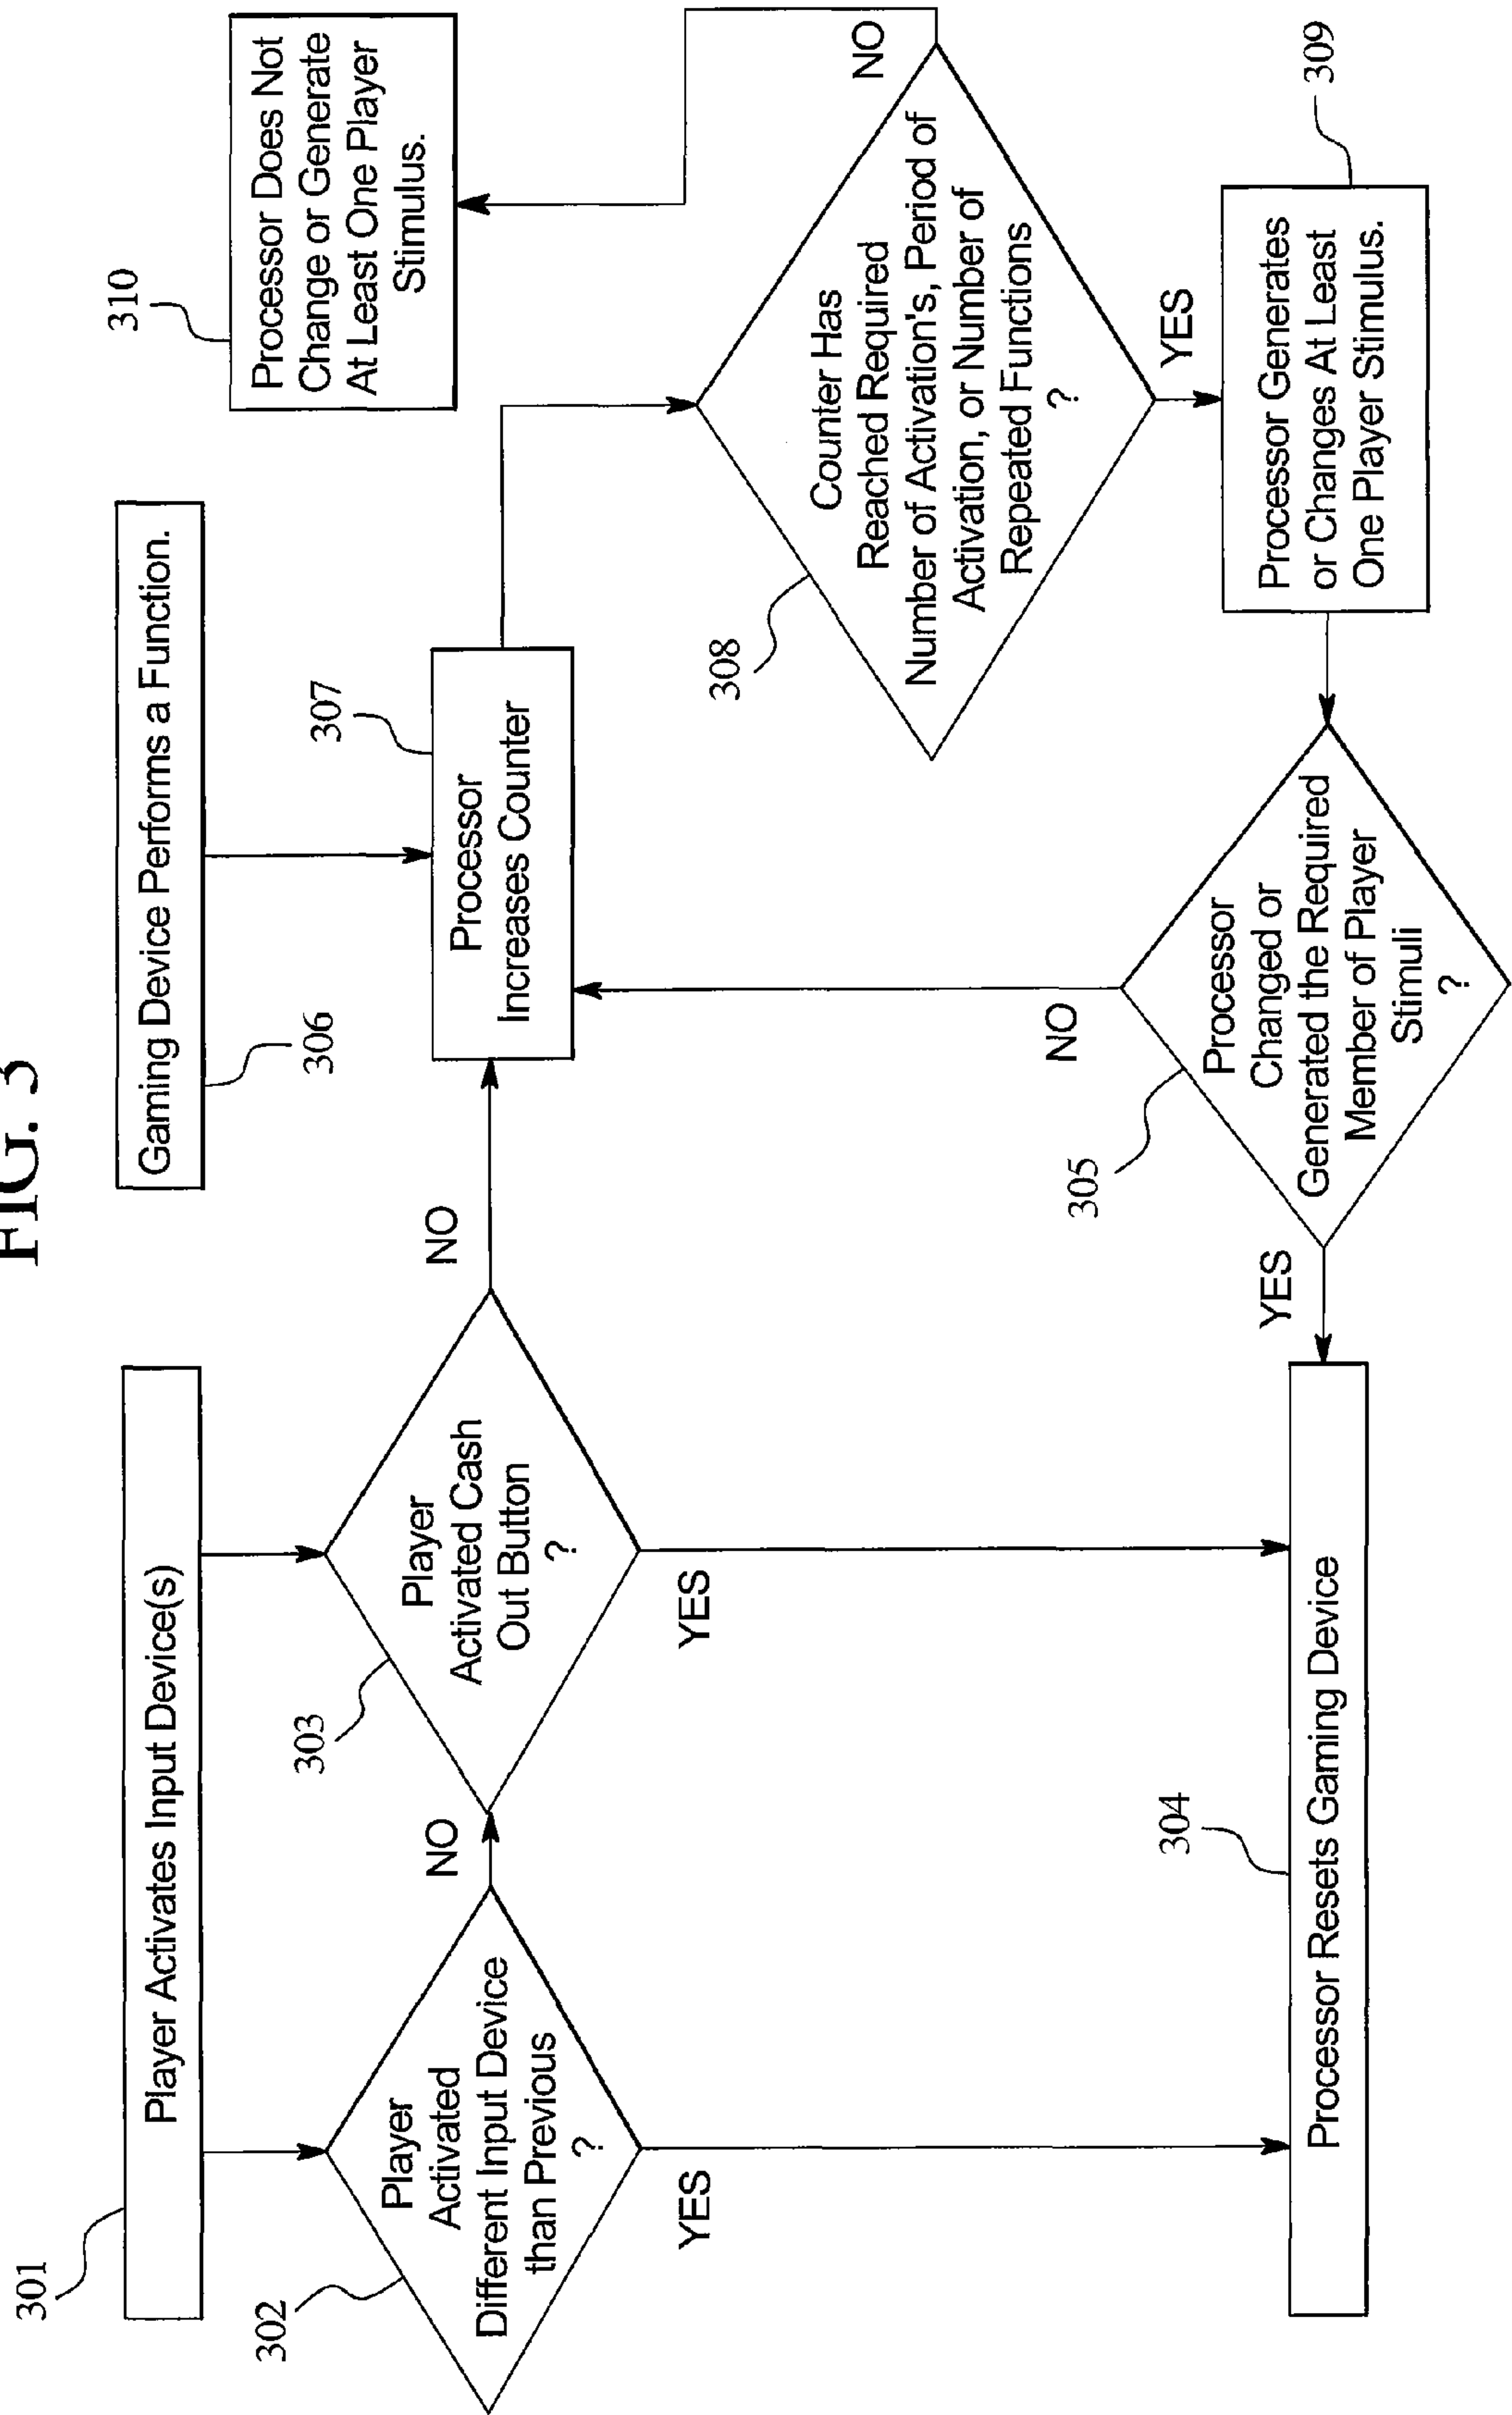 FIG. 3
301
Player Activates Input Device(s)
302
Player
Activated
Different Input Device
than Previous
?
NO
YES
303
Player
Activated Cash
Out Button
?
NO
YES
304
Processor Resets Gaming Device
306
Gaming Device Performs a Function.
307
Processor
Increases Counter
305
Processor
Changed or
Generated the Required
Member of Player
Stimuli
?
NO
YES
308
Counter Has
Reached Required
Number of Activation's, Period of
Activation, or Number of
Repeated Functions
?
NO
YES
309
Processor Generates
or Changes At Least
One Player Stimulus.
310
Processor Does Not
Change or Generate
At Least One Player
Stimulus.